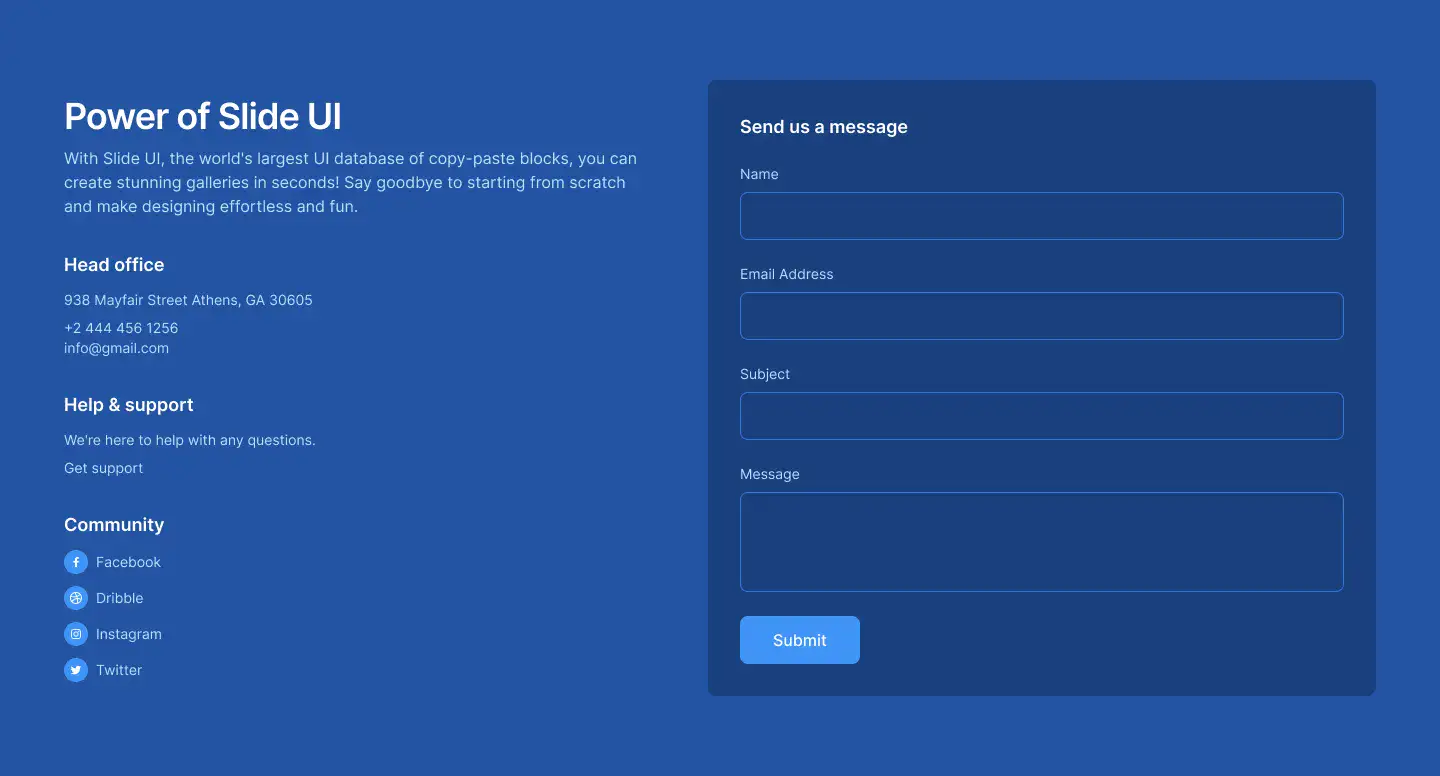 Power of Slide UI
With Slide UI, the world's largest UI database of copy-paste blocks, you can
create stunning galleries in seconds! Say goodbye to starting from scratch
and make designing effortless and fun.
Head office
938 Mayfair Street Athens, GA 30605
+2 444 456 1256
info@gmail.com
Help & support
We're here to help with any questions.
Get support
Community
Facebook
Dribble
Instagram
Twitter
Send us a message
Name
Email Address
Subject
Message
Submit